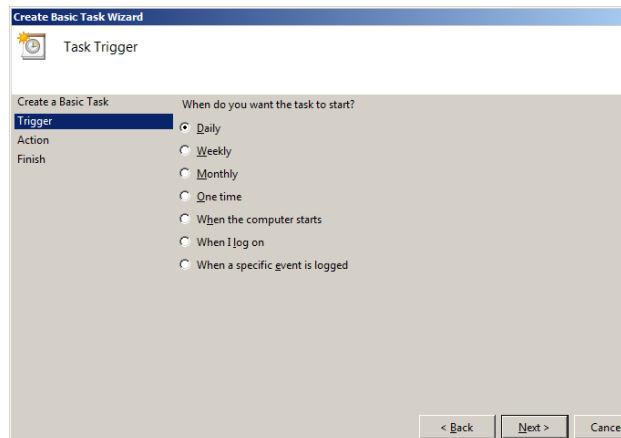 Create Basic Task Wizard
Task Trigger
Create a Basic Task
Trigger
Action
Finish
When do you want the task to start?
Daily
Weekly
Monthly
One time
When the computer starts
When I log on
When a specific event is logged
< Back
Next >
Cance